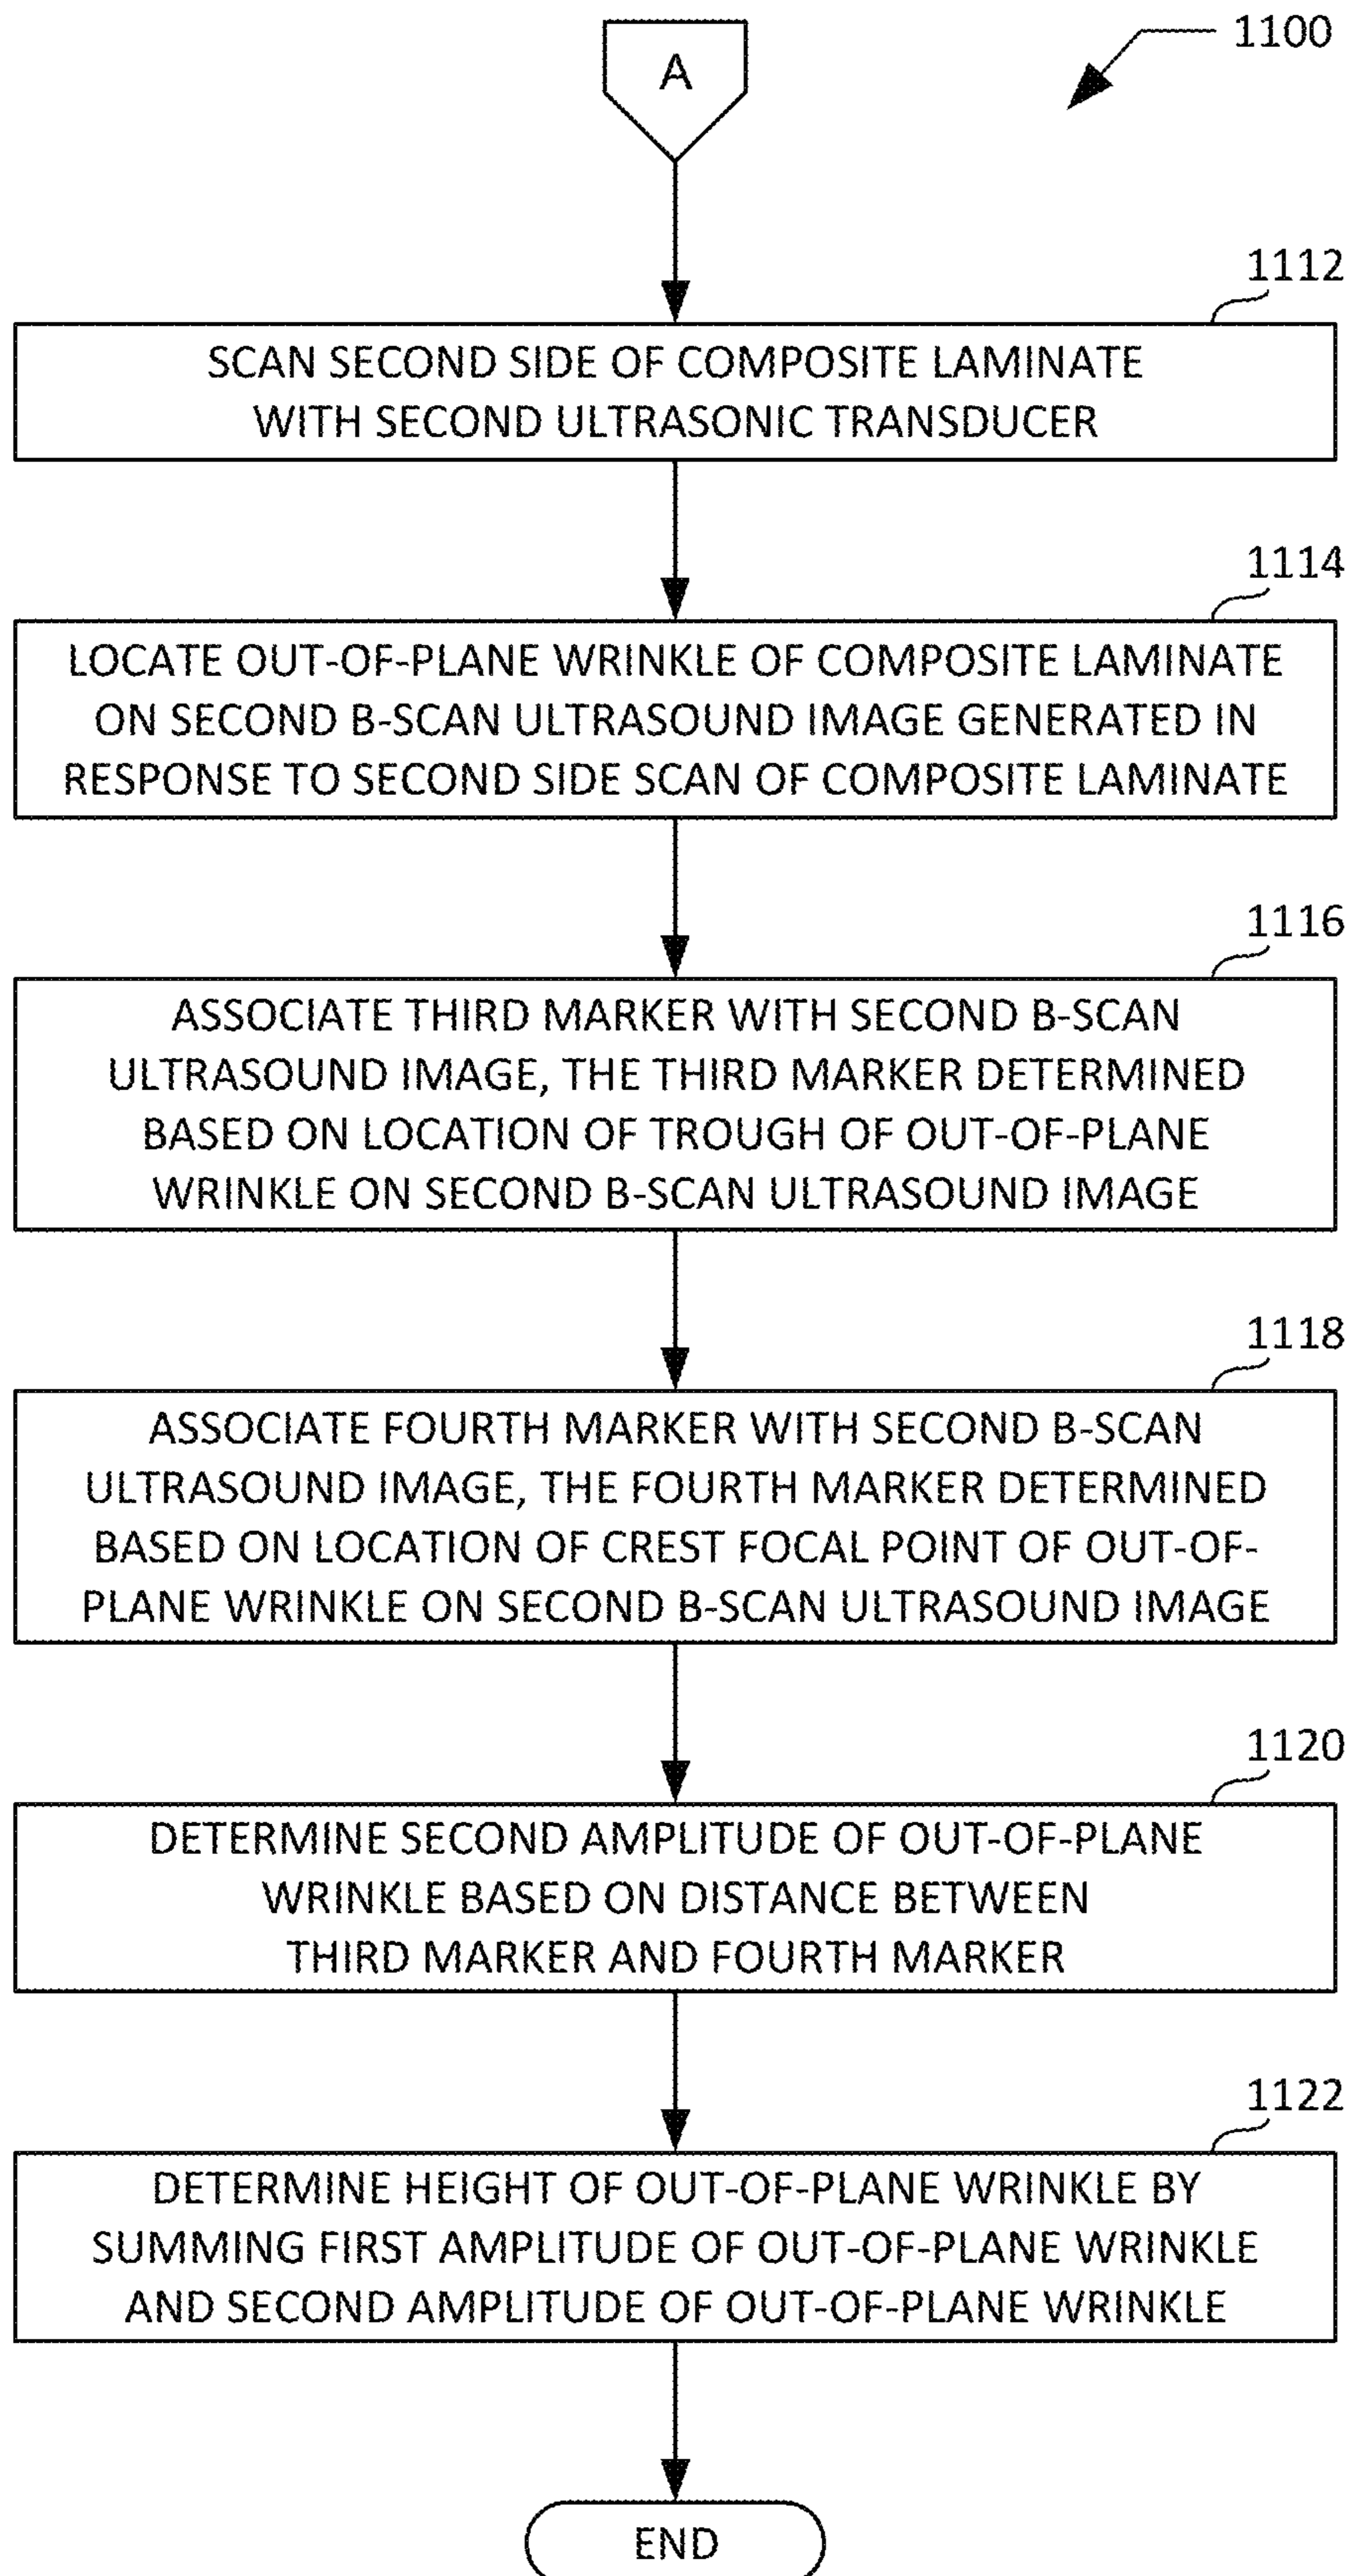 A
1100
1112
SCAN SECOND SIDE OF COMPOSITE LAMINATE
WITH SECOND ULTRASONIC TRANSDUCER
1114
LOCATE OUT-OF-PLANE WRINKLE OF COMPOSITE LAMINATE
ON SECOND B-SCAN ULTRASOUND IMAGE GENERATED IN
RESPONSE TO SECOND SIDE SCAN OF COMPOSITE LAMINATE
1116
ASSOCIATE THIRD MARKER WITH SECOND B-SCAN
ULTRASOUND IMAGE, THE THIRD MARKER DETERMINED
BASED ON LOCATION OF TROUGH OF OUT-OF-PLANE
WRINKLE ON SECOND B-SCAN ULTRASOUND IMAGE
1118
ASSOCIATE FOURTH MARKER WITH SECOND B-SCAN
ULTRASOUND IMAGE, THE FOURTH MARKER DETERMINED
BASED ON LOCATION OF CREST FOCAL POINT OF OUT-OF-
PLANE WRINKLE ON SECOND B-SCAN ULTRASOUND IMAGE
1120
DETERMINE SECOND AMPLITUDE OF OUT-OF-PLANE
WRINKLE BASED ON DISTANCE BETWEEN
THIRD MARKER AND FOURTH MARKER
1122
DETERMINE HEIGHT OF OUT-OF-PLANE WRINKLE BY
SUMMING FIRST AMPLITUDE OF OUT-OF-PLANE WRINKLE
AND SECOND AMPLITUDE OF OUT-OF-PLANE WRINKLE
END